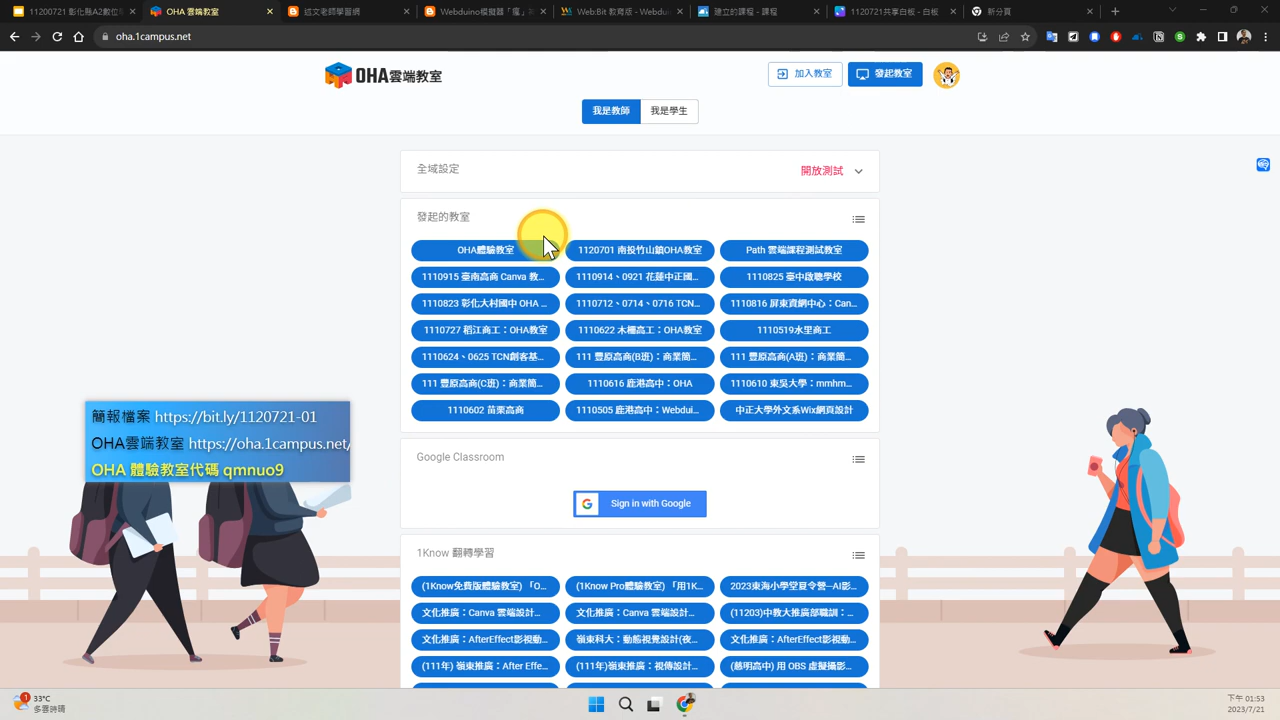 1120721 彰化縣A2數位
OHA 雲端教室
述文老師學習網
Webduino模擬器「瘋」
Web:Bit 教育版 - Webdui
建立的課程 - 課程
1120721共享白板 - 白板
新分頁
oha.1campus.net
OHA雲端教室
加入教室
發起教室
我是教師
我是學生
全域設定
開放測試
發起的教室
OHA體驗教室
1120701 南投竹山鎮OHA教室
Path 雲端課程測試教室
1110915 臺南高商 Canva 教...
1110914、0921 花蓮中正國...
1110825 臺中啟聰學校
1110823 彰化大村國中 OHA ...
1110712、0714、0716 TCN...
1110816 屏東資網中心：Can...
1110727 稻江商工：OHA教室
1110622 木柵高工：OHA教室
1110519水里商工
1110624、0625 TCN創客基...
111 豐原高商(B班)：商業簡...
111 豐原高商(A班)：商業簡...
111 豐原高商(C班)：商業簡...
1110616 鹿港高中：OHA
1110610 東吳大學：mmhm...
1110602 苗栗高商
1110505 鹿港高中：Webdui...
中正大學外文系Wix網頁設計
簡報檔案 https://bit.ly/1120721-01
OHA雲端教室 https://oha.1campus.net/
OHA 體驗教室代碼 qmnuo9
Google Classroom
Sign in with Google
1Know 翻轉學習
(1Know免費版體驗教室) 「O...
(1Know Pro體驗教室) 「用1K...
2023東海小學堂夏令營─AI影...
文化推廣：Canva 雲端設計...
文化推廣：Canva 雲端設計...
(11203)中教大推廣部職訓：...
文化推廣：AfterEffect影視動...
嶺東科大：動態視覺設計(夜...
文化推廣：AfterEffect影視動...
(111年) 嶺東推廣：After Effe...
(111年)嶺東推廣：視傳設計...
(慈明高中) 用 OBS 虛擬攝影...
33°C
多雲時晴
下午 01:53
2023/7/21